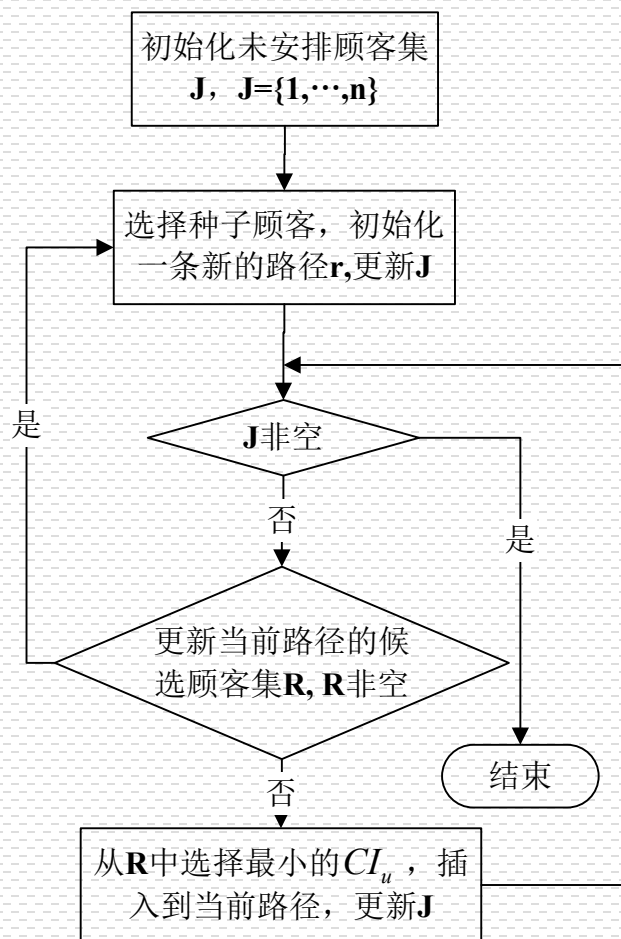 初始化未安排顾客集
J，J={1,···,n}
选择种子顾客，初始化
一条新的路径r,更新J
是
J非空
否
是
更新当前路径的候
选顾客集R, R非空
结束
否
从R中选择最小的CI_u，插
入到当前路径，更新J